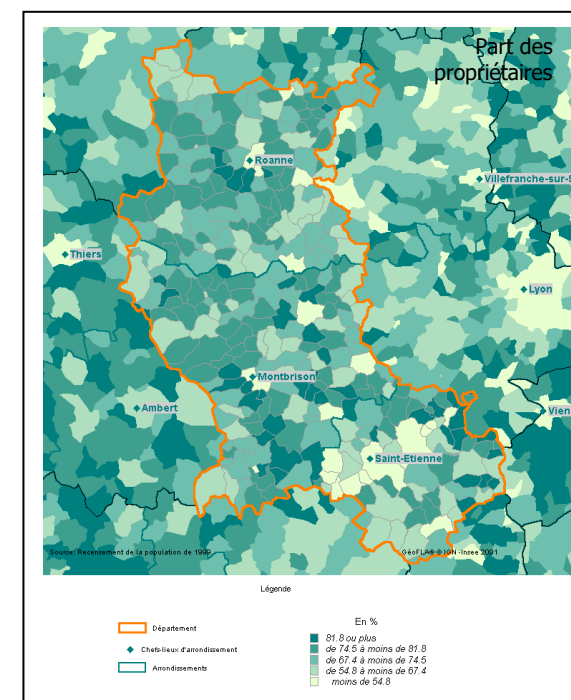 Part des
propriétaires
Roanne
Villefranche-sur-S
Thiers
Lyon
Montbrison
Ambert
Vien
Saint-Etienne
Source: Recensement de la population de 1999
GéoFLA® © IGN -Insee 2001
Légende
Département
Chefs-lieux d'arrondissement
Arrondissements
En %
81.8 ou plus
de 74.5 à moins de 81.8
de 67.4 à moins de 74.5
de 54.8 à moins de 67.4
moins de 54.8